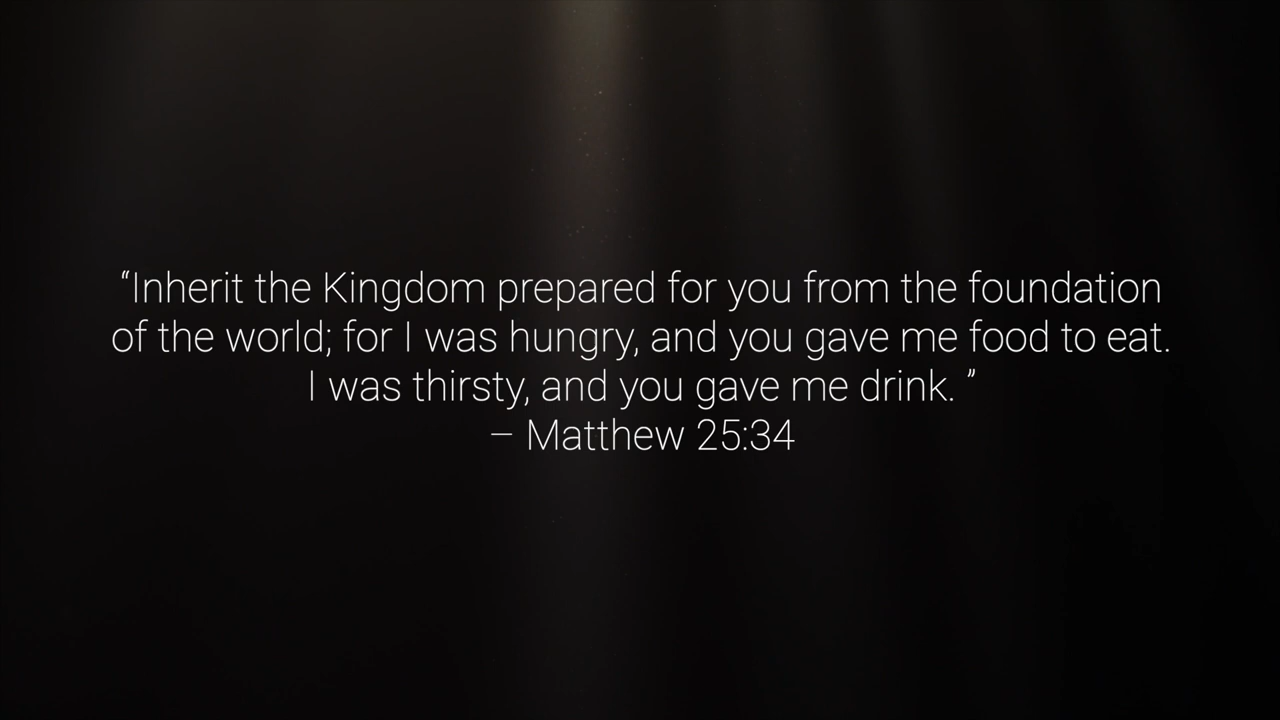 “Inherit the Kingdom prepared for you from the foundation
of the world; for I was hungry, and you gave me food to eat.
I was thirsty, and you gave me drink. ”
– Matthew 25:34